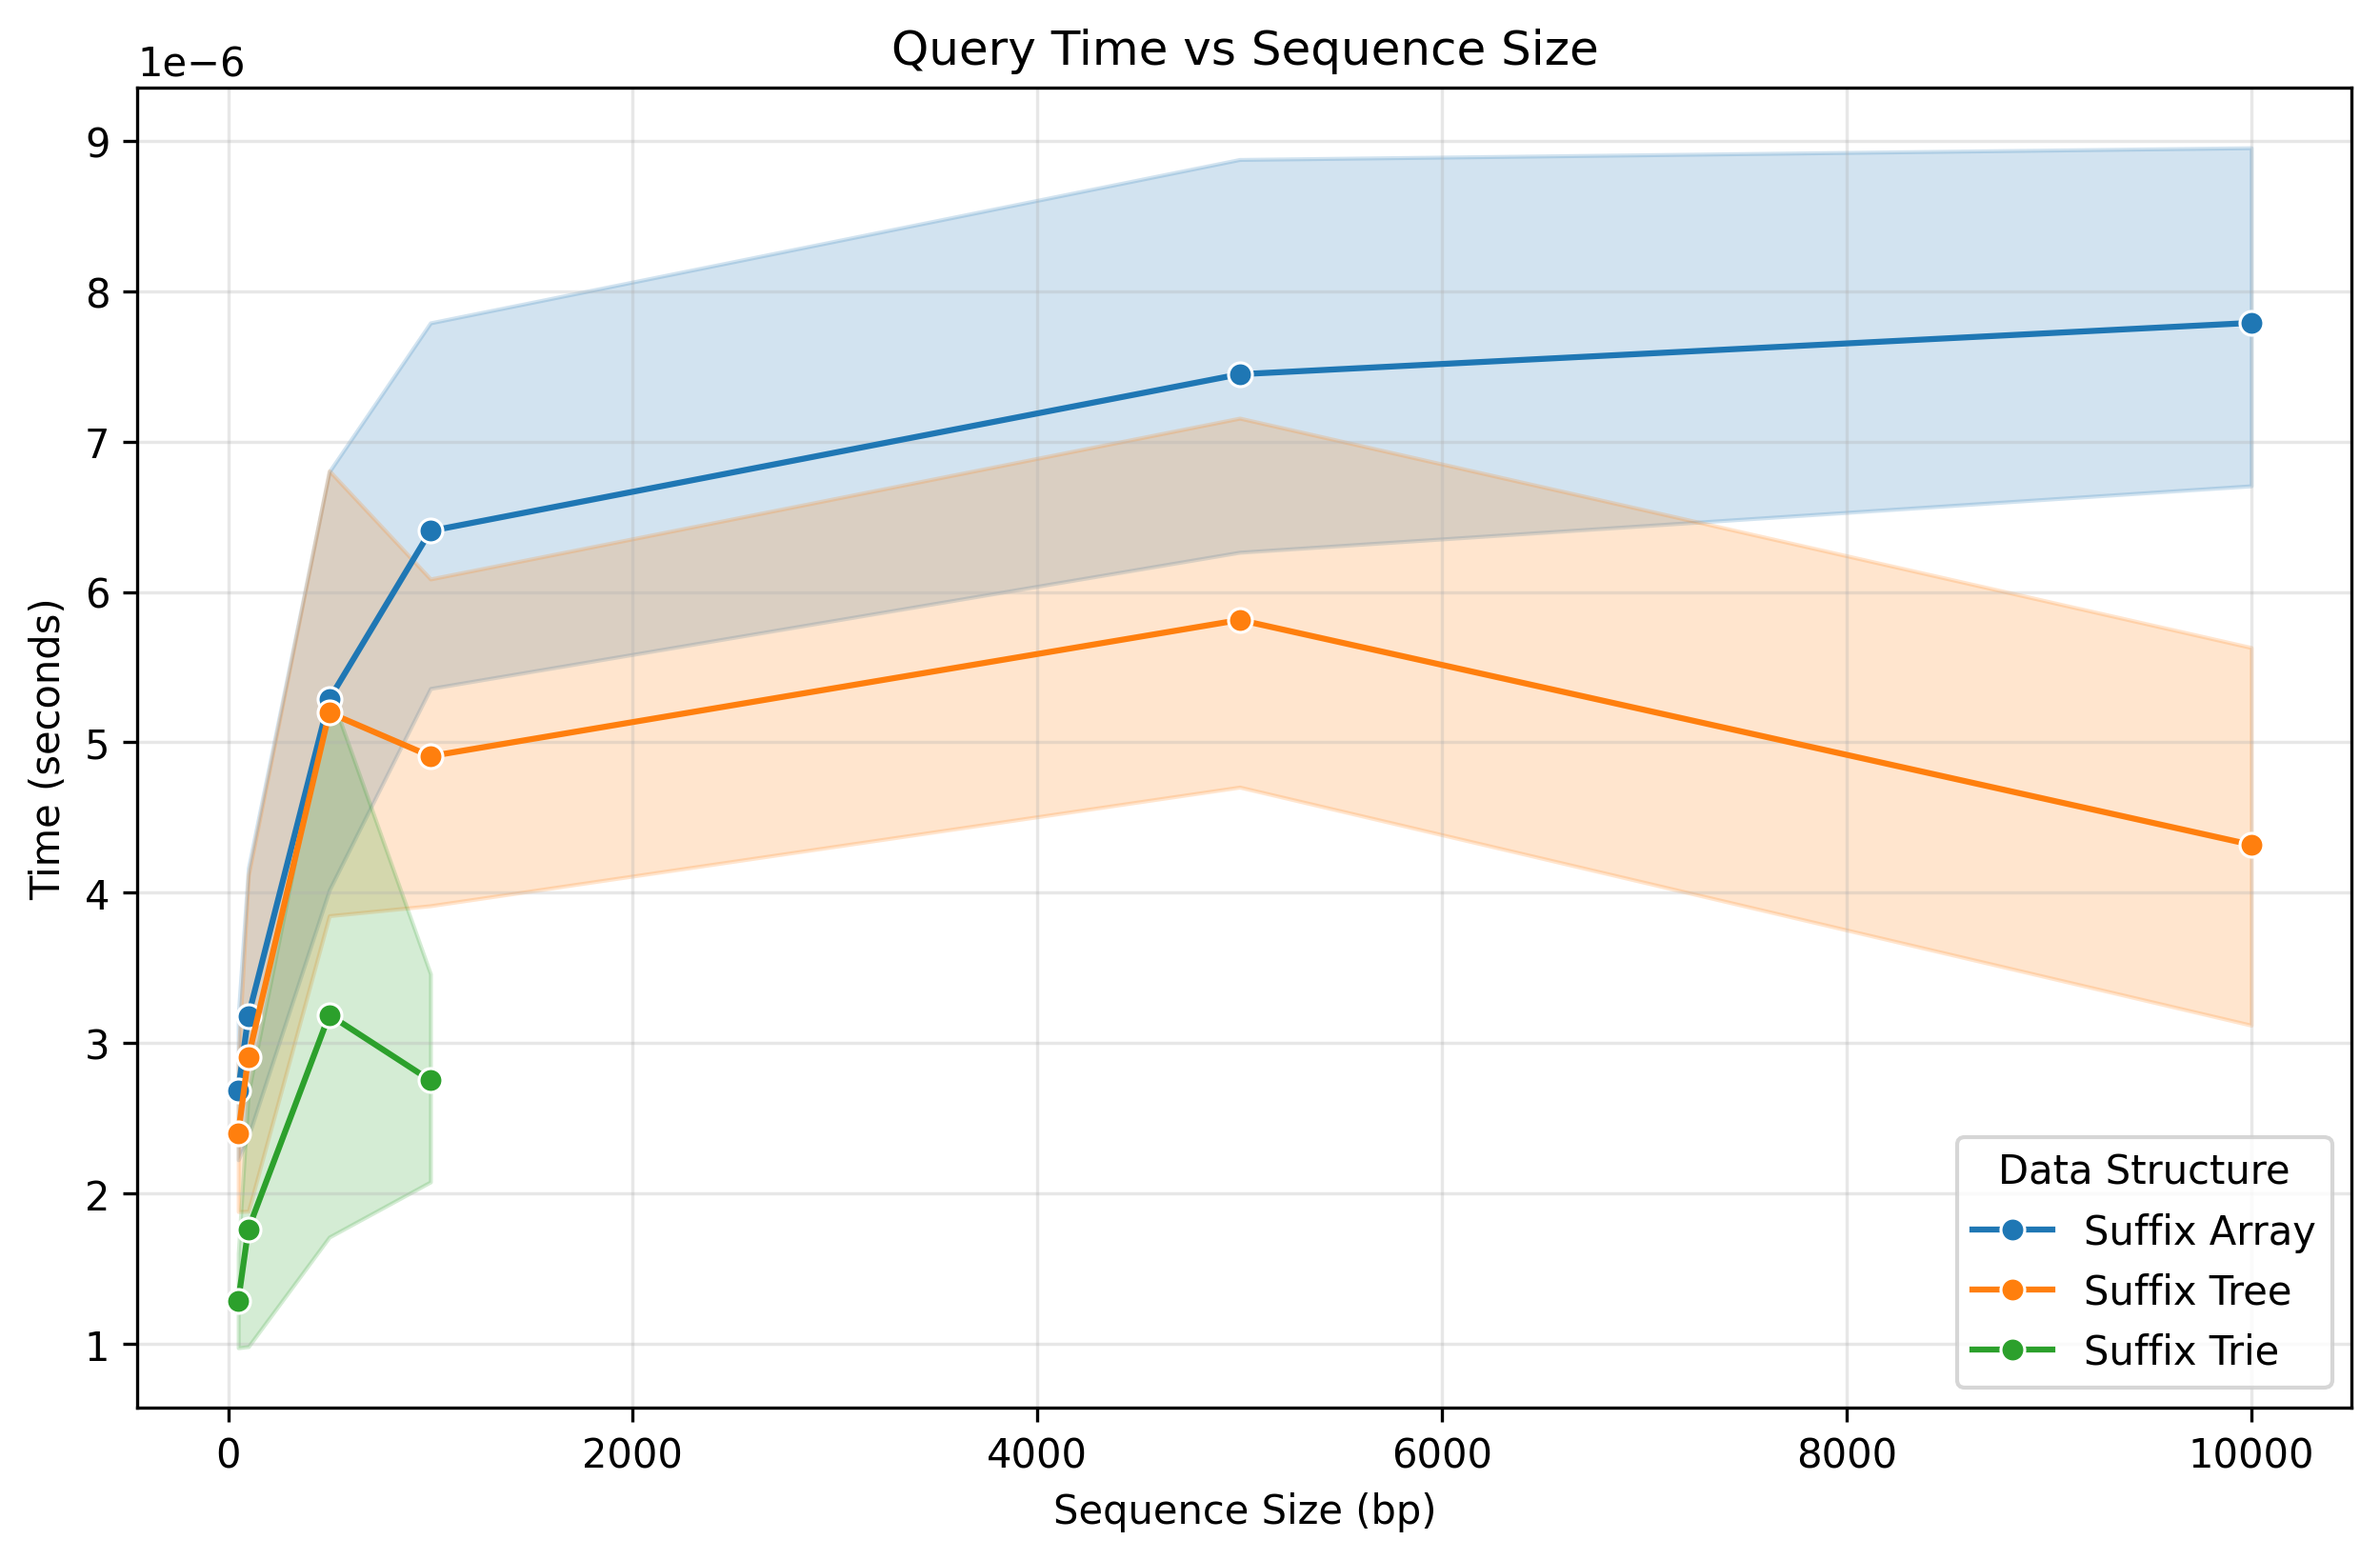 Query Time vs Sequence Size
1e−6
9
8
7
6
5
4
3
2
1
Time (seconds)
0 2000 4000 6000 8000 10000
Sequence Size (bp)
Data Structure
Suffix Array
Suffix Tree
Suffix Trie